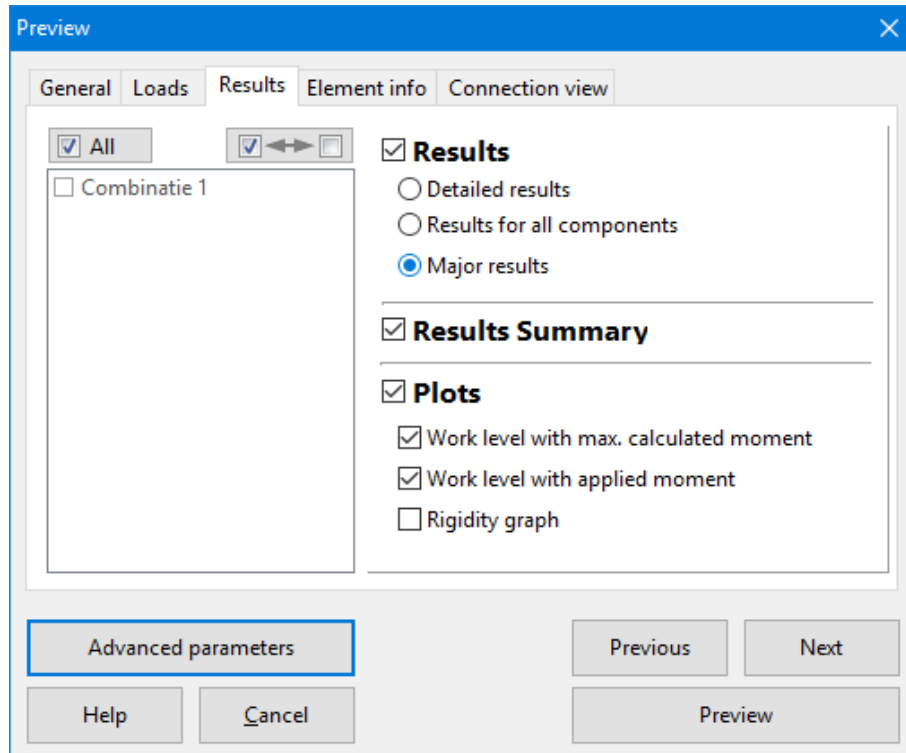 Preview
General Loads Results Element info Connection view
All
Combinatie 1
Results
Detailed results
Results for all components
Major results
Results Summary
Plots
Work level with max. calculated moment
Work level with applied moment
Rigidity graph
Advanced parameters Previous Next
Help Cancel Preview